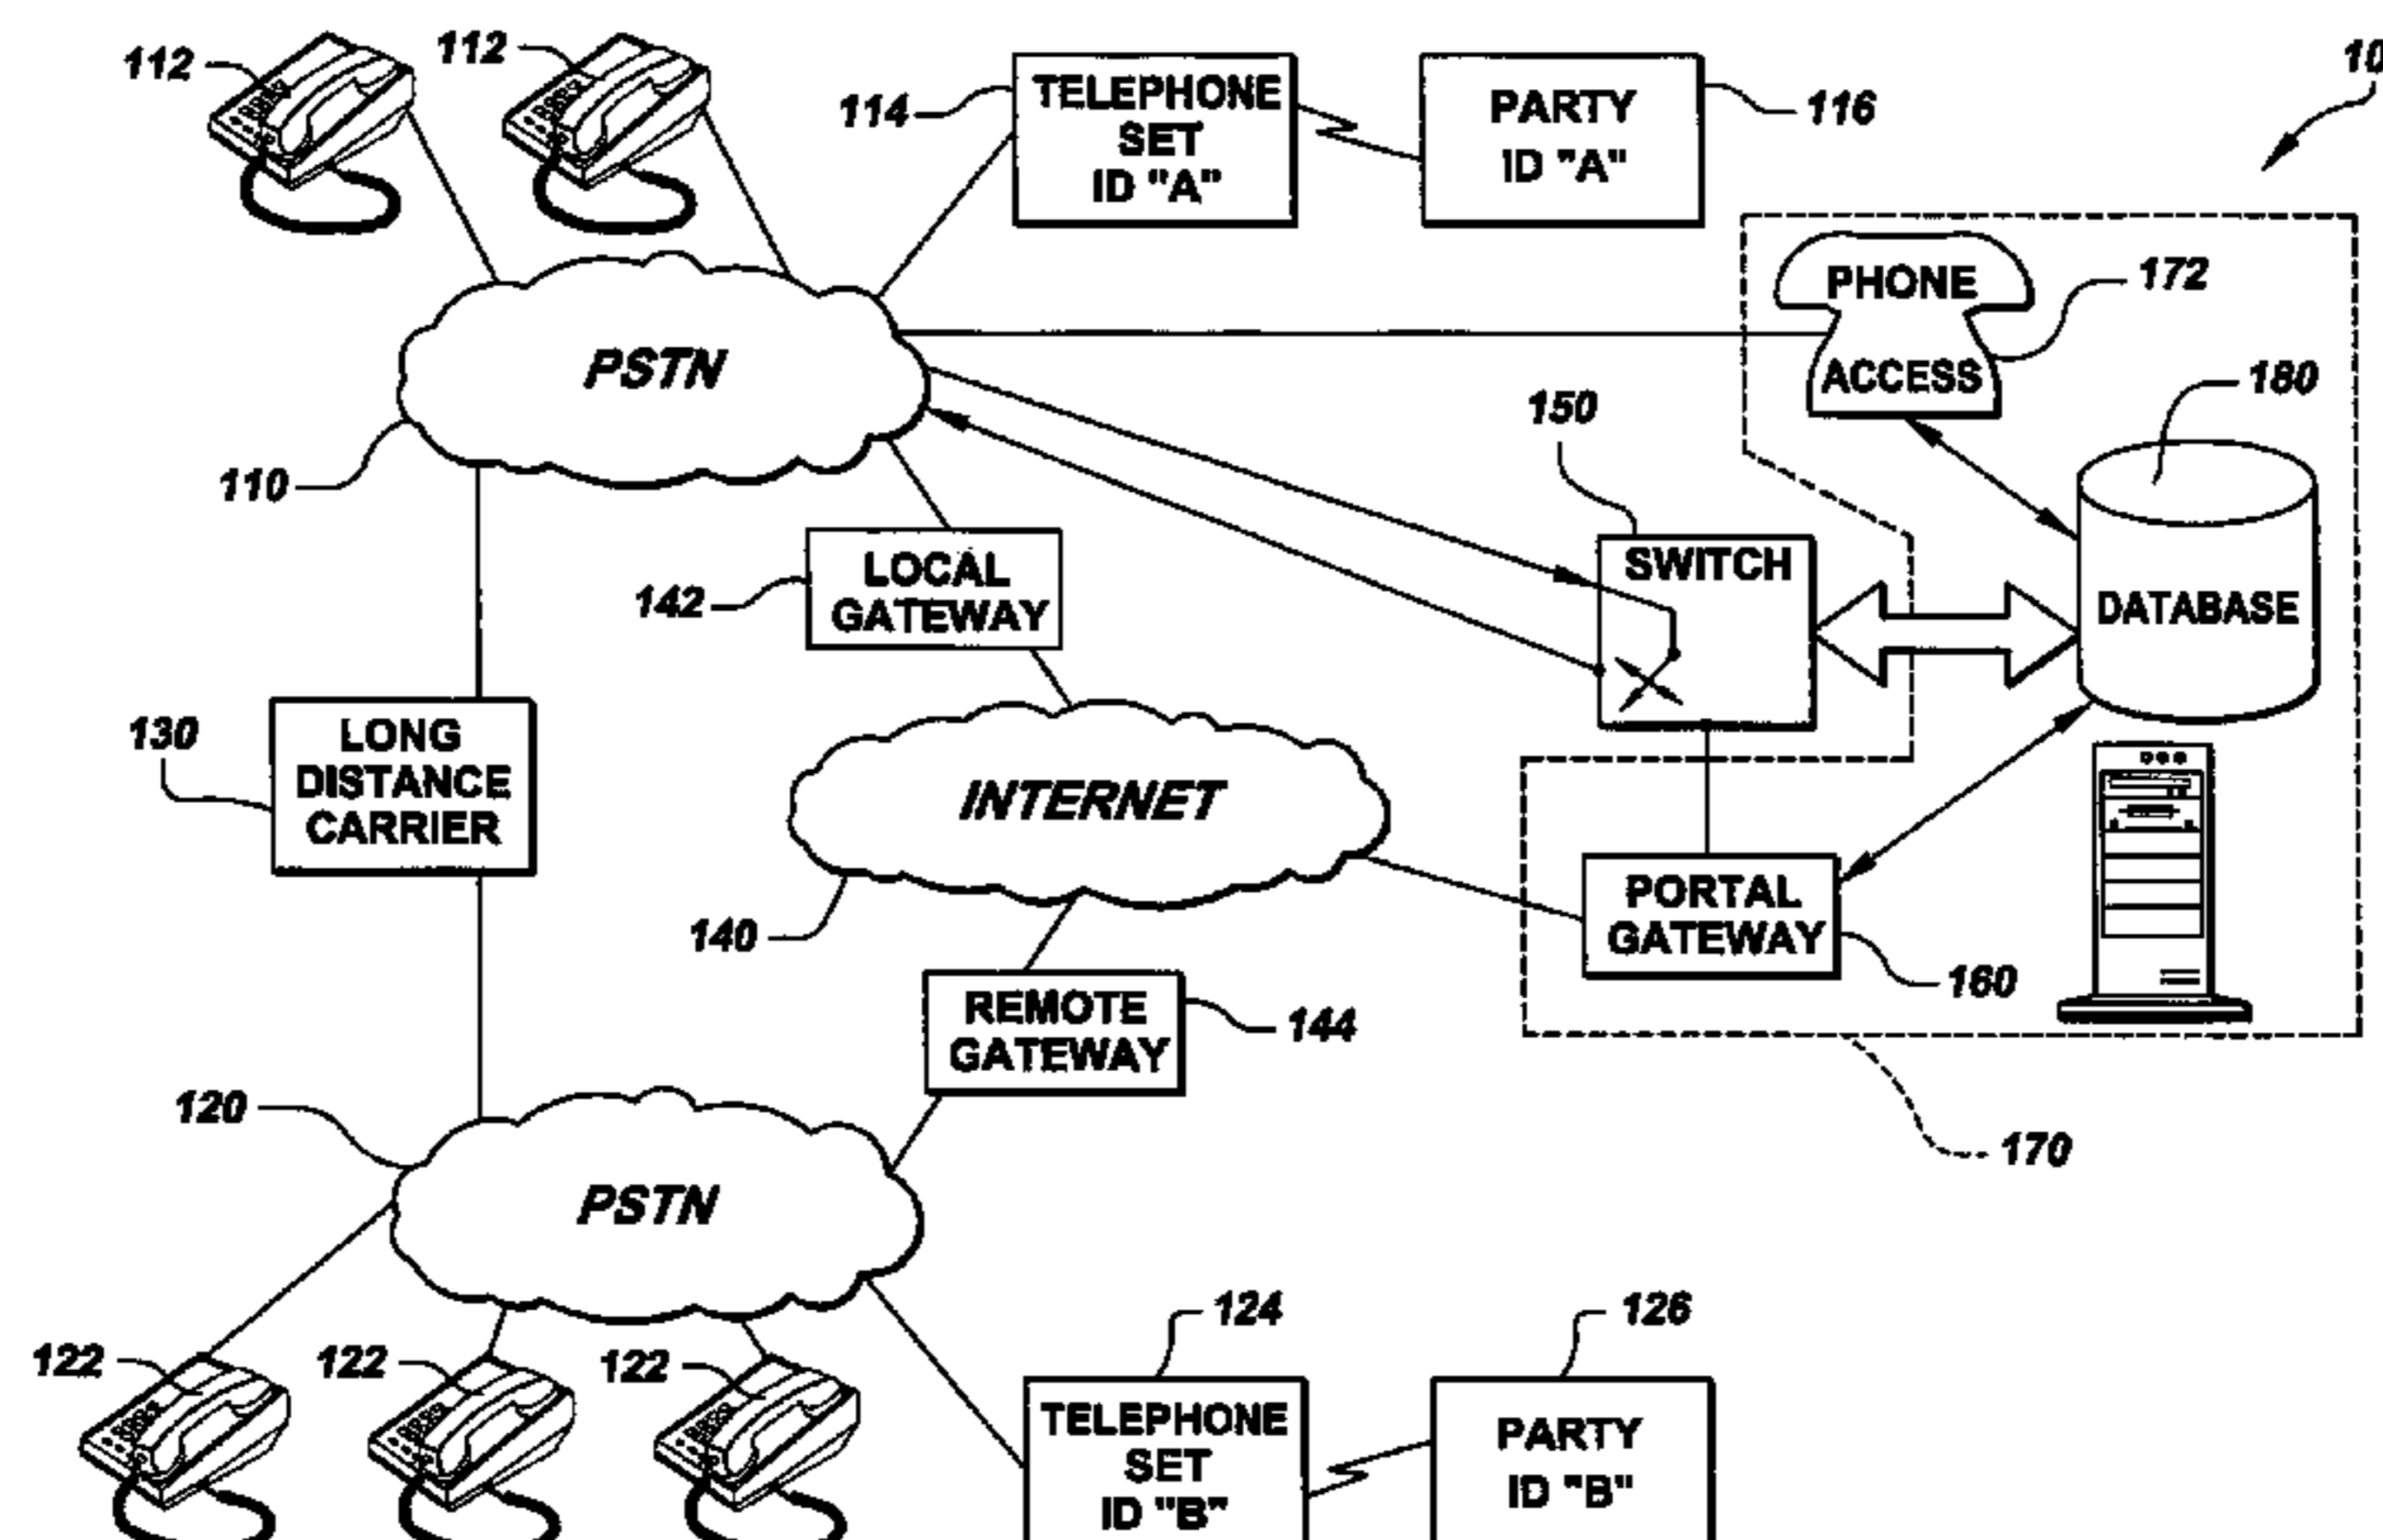 112
112
114
TELEPHONE
SET
ID "A"
PARTY
ID "A"
116
10
PHONE
ACCESS
172
PSTN
110
150
180
SWITCH
DATABASE
LOCAL
GATEWAY
142
130
LONG
DISTANCE
CARRIER
INTERNET
140
PORTAL
GATEWAY
160
REMOTE
GATEWAY
144
170
120
PSTN
122
122
122
124
126
TELEPHONE
SET
ID "B"
PARTY
ID "B"